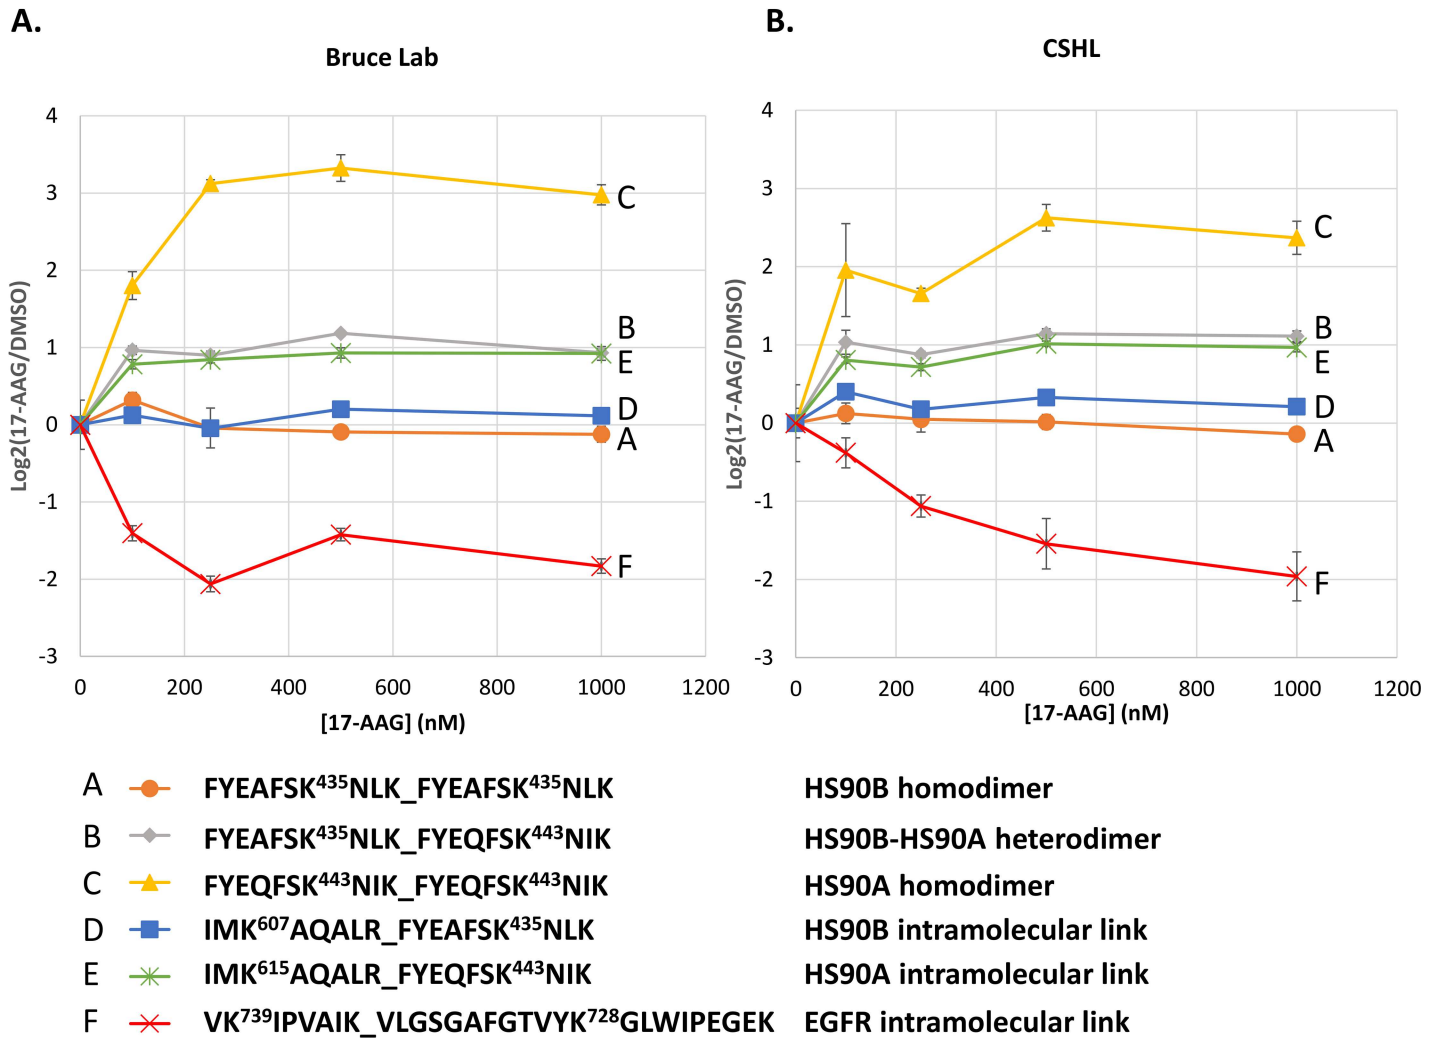 A.
Bruce Lab
4
3
2
1
0
-1
-2
-3
Log2(17-AAG/DMSO)
C
B
E
D
A
F
0 200 400 600 800 1000 1200
[17-AAG] (nM)
B.
CSHL
4
3
2
1
0
-1
-2
-3
Log2(17-AAG/DMSO)
C
B
E
D
A
F
0 200 400 600 800 1000 1200
[17-AAG] (nM)
A FYEAFSK⁴³⁵NLK_FYEAFSK⁴³⁵NLK HS90B homodimer
B FYEAFSK⁴³⁵NLK_FYEQFSK⁴⁴³NIK HS90B-HS90A heterodimer
C FYEQFSK⁴⁴³NIK_FYEQFSK⁴⁴³NIK HS90A homodimer
D IMK⁶⁰⁷AQALR_FYEAFSK⁴³⁵NLK HS90B intramolecular link
E IMK⁶¹⁵AQALR_FYEQFSK⁴⁴³NIK HS90A intramolecular link
F VK⁷³⁹IPVAIK_VLGSGAFGTVYK⁷²⁸GLWIPEGEK EGFR intramolecular link